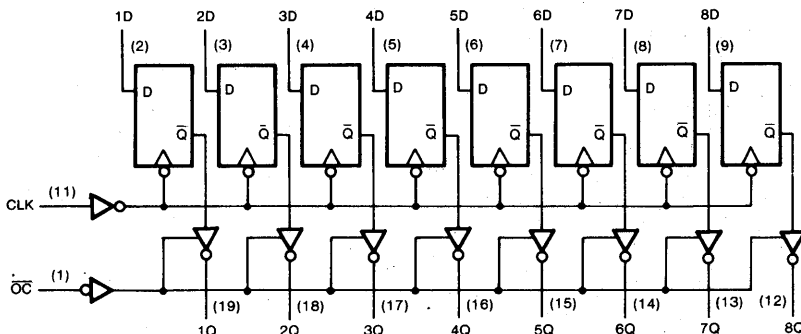 1D 2D 3D 4D 5D 6D 7D 8D
(2) (3) (4) (5) (6) (7) (8) (9)
D D D D D D D D
Q̅ Q̅ Q̅ Q̅ Q̅ Q̅ Q̅ Q̅
CLK (11)
O̅C̅ (1)
(19) (18) (17) (16) (15) (14) (13) (12)
1Q 2Q 3Q 4Q 5Q 6Q 7Q 8Q